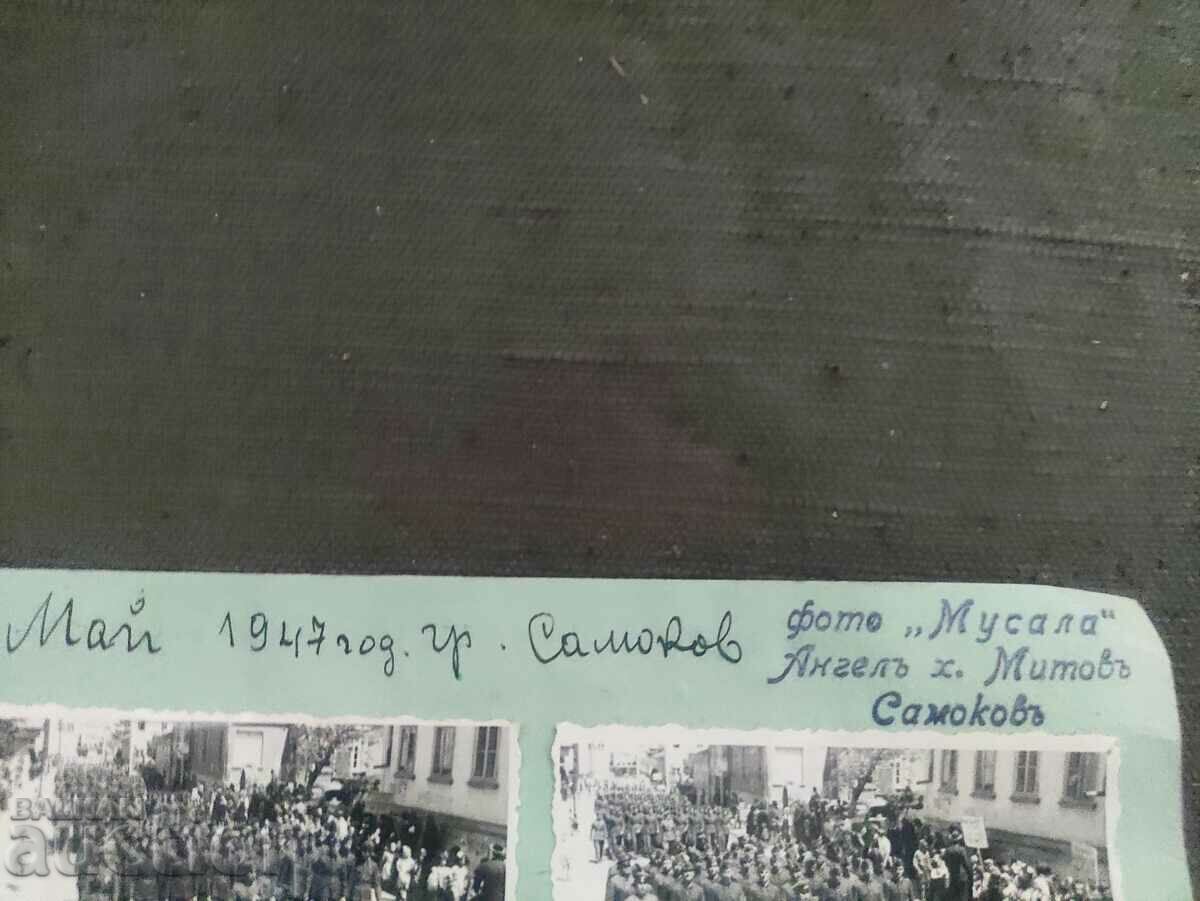 Май 1947 год. гр. Самоков
фото „Мусала"
Ангелъ х. Митовъ
Самоковъ